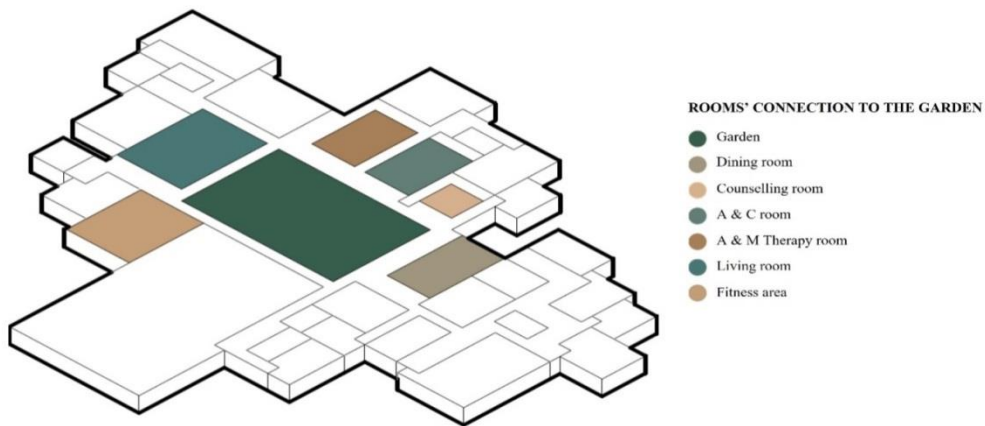 ROOMS' CONNECTION TO THE GARDEN
Garden
Dining room
Counselling room
A & C room
A & M Therapy room
Living room
Fitness area